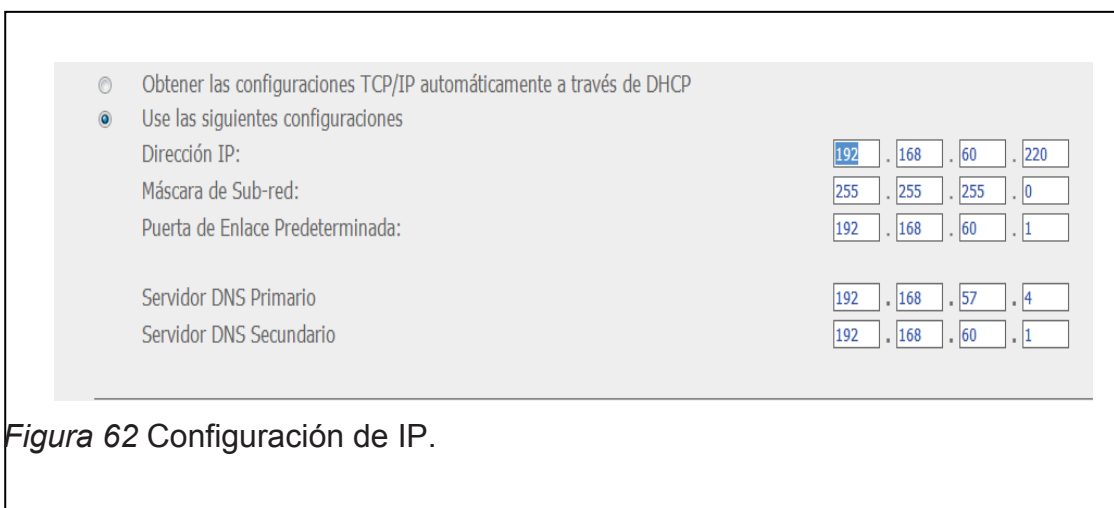 Obtener las configuraciones TCP/IP automáticamente a través de DHCP
Use las siguientes configuraciones
Dirección IP: 192 . 168 . 60 . 220
Máscara de Sub-red: 255 . 255 . 255 . 0
Puerta de Enlace Predeterminada: 192 . 168 . 60 . 1
Servidor DNS Primario 192 . 168 . 57 . 4
Servidor DNS Secundario 192 . 168 . 60 . 1
Figura 62 Configuración de IP.